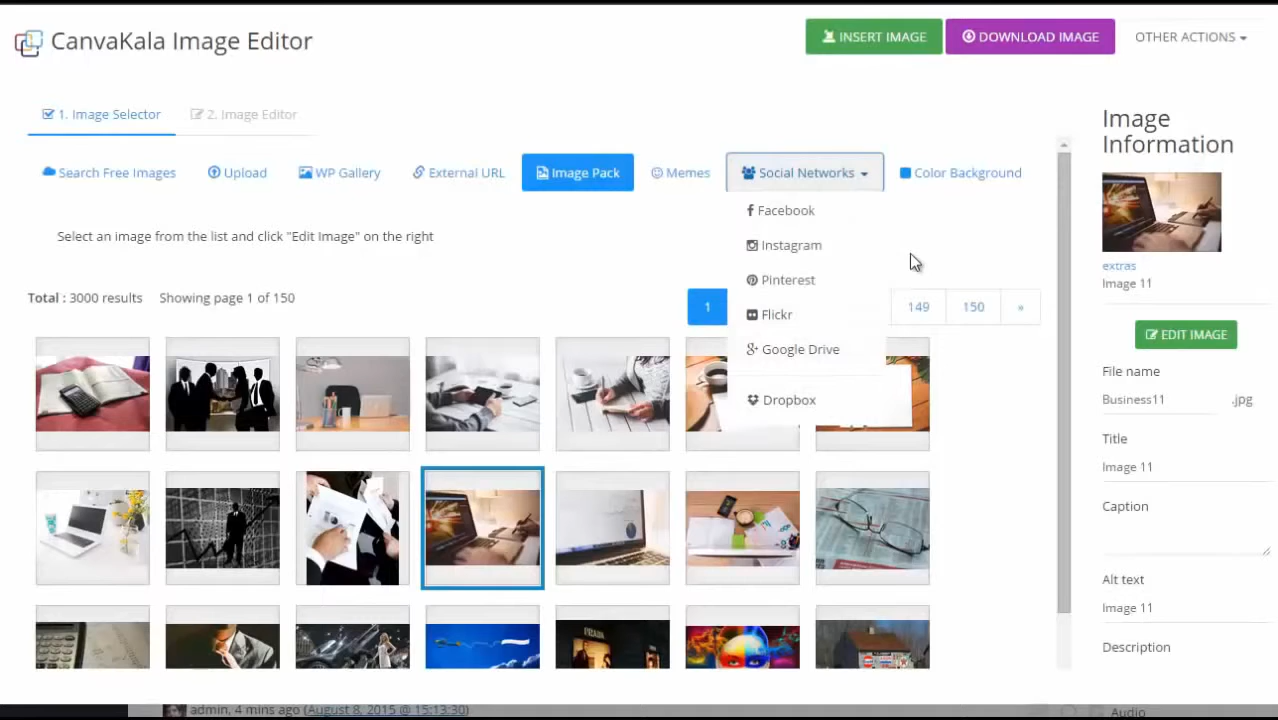 CanvaKala Image Editor
INSERT IMAGE
DOWNLOAD IMAGE
OTHER ACTIONS
1. Image Selector
2. Image Editor
Search Free Images
Upload
WP Gallery
External URL
Image Pack
Memes
Social Networks
Color Background
Facebook
Instagram
Pinterest
Flickr
Google Drive
Dropbox
Select an image from the list and click "Edit Image" on the right
Total : 3000 results Showing page 1 of 150
1
149
150
»
PRADA
Image
Information
extras
Image 11
EDIT IMAGE
File name
Business11 .jpg
Title
Image 11
Caption
Alt text
Image 11
Description
admin, 4 mins ago (August 8, 2015 @ 15:13:30)
Audio